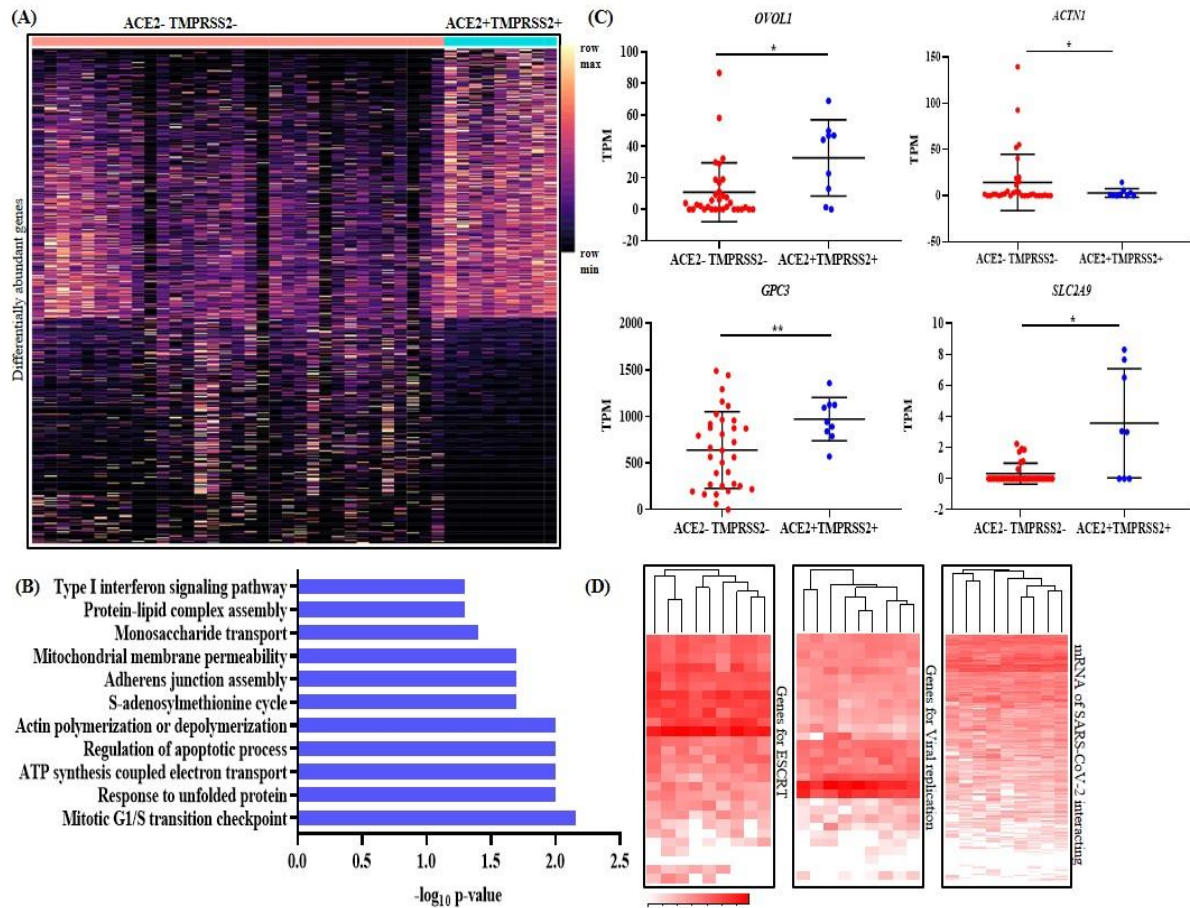 (A)
ACE2- TMPRSS2-
ACE2+TMPRSS2+
row
max
row
min
Differentially abundant genes
(B)
Type I interferon signaling pathway
Protein-lipid complex assembly
Monosaccharide transport
Mitochondrial membrane permeability
Adherens junction assembly
S-adenosylmethionine cycle
Actin polymerization or depolymerization
Regulation of apoptotic process
ATP synthesis coupled electron transport
Response to unfolded protein
Mitotic G1/S transition checkpoint
0.0 0.5 1.0 1.5 2.0 2.5
-log10 p-value
(C)
OVOL1
*
100
80
60
40
20
0
-20
TPM
ACE2- TMPRSS2- ACE2+TMPRSS2+
ACTN1
*
150
100
50
0
-50
TPM
ACE2- TMPRSS2- ACE2+TMPRSS2+
GPC3
**
2000
1500
1000
500
0
TPM
ACE2- TMPRSS2- ACE2+TMPRSS2+
SLC2A9
*
10
8
6
4
2
0
-2
TPM
ACE2- TMPRSS2- ACE2+TMPRSS2+
(D)
Genes for ESCRT
Genes for Viral replication
mRNA of SARS-CoV-2 interacting